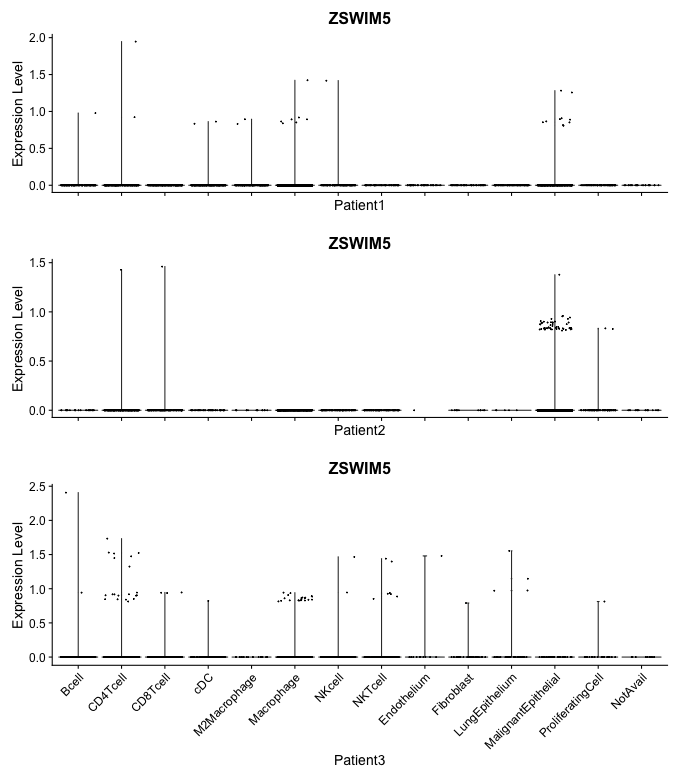 ZSWIM5
Expression Level
2.0
1.5
1.0
0.5
0.0
Patient1
ZSWIM5
Expression Level
1.5
1.0
0.5
0.0
Patient2
ZSWIM5
Expression Level
2.5
2.0
1.5
1.0
0.5
0.0
Bcell
CD4Tcell
CD8Tcell
cDC
M2Macrophage
Macrophage
NKcell
NKTcell
Endothelium
Fibroblast
LungEpithelium
MalignantEpithelial
ProliferatingCell
NotAvail
Patient3